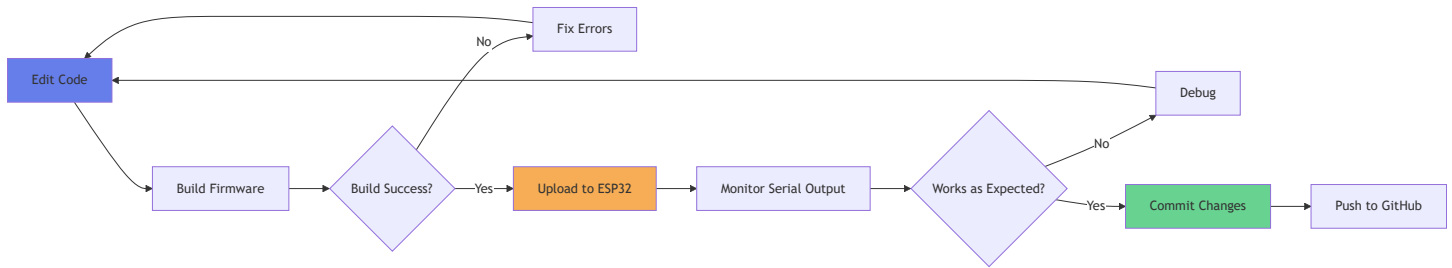 Fix Errors
No
Edit Code
Debug
No
Build Firmware
Build Success?
Yes
Upload to ESP32
Monitor Serial Output
Works as Expected?
Yes
Commit Changes
Push to GitHub